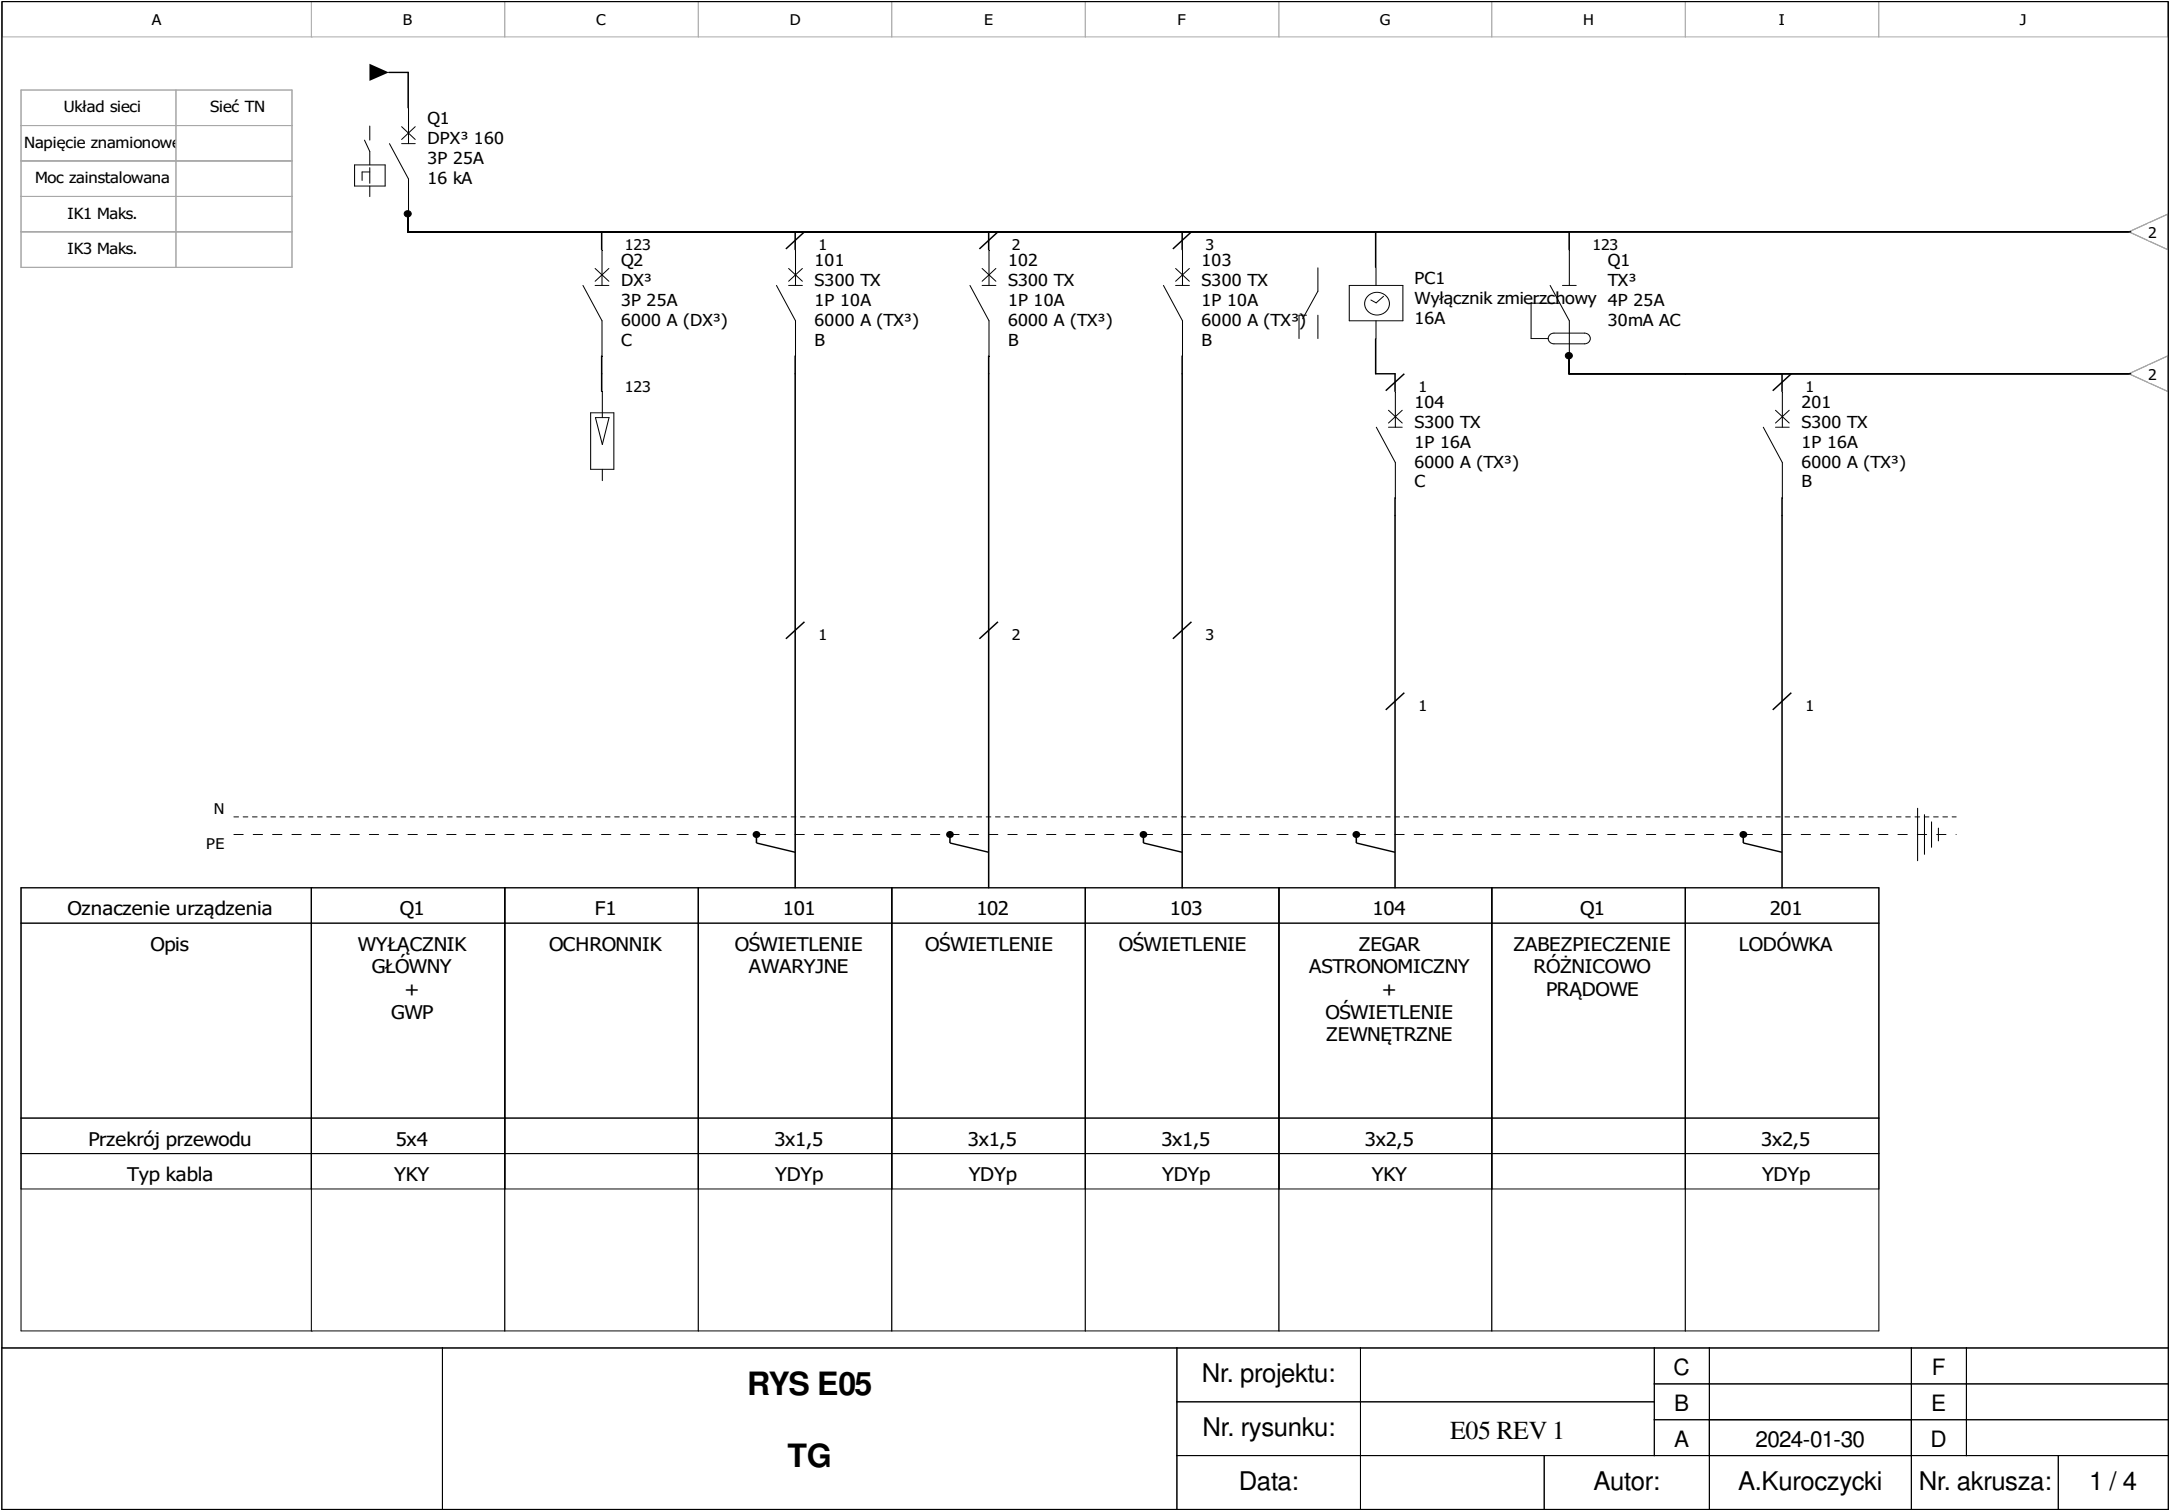 A B C D E F G H I J
Układ sieci Sieć TN
Napięcie znamionowe
Moc zainstalowana
IK1 Maks.
IK3 Maks.
Q1
DPX³ 160
3P 25A
16 kA
2
123
Q2
DX³
3P 25A
6000 A (DX³)
C
123
1
101
S300 TX
1P 10A
6000 A (TX³)
B
2
102
S300 TX
1P 10A
6000 A (TX³)
B
3
103
S300 TX
1P 10A
6000 A (TX³)
B
PC1
Wyłącznik zmierzchowy
16A
123
Q1
TX³
4P 25A
30mA AC
2
1
104
S300 TX
1P 16A
6000 A (TX³)
C
1
201
S300 TX
1P 16A
6000 A (TX³)
B
1
2
3
1
1
N
PE
Oznaczenie urządzenia Q1 F1 101 102 103 104 Q1 201
Opis
WYŁĄCZNIK
GŁÓWNY
+
GWP
OCHRONNIK
OŚWIETLENIE
AWARYJNE
OŚWIETLENIE
OŚWIETLENIE
ZEGAR
ASTRONOMICZNY
+
OŚWIETLENIE
ZEWNĘTRZNE
ZABEZPIECZENIE
RÓŻNICOWO
PRĄDOWE
LODÓWKA
Przekrój przewodu 5x4 3x1,5 3x1,5 3x1,5 3x2,5 3x2,5
Typ kabla YKY YDYp YDYp YDYp YKY YDYp
RYS E05
TG
Nr. projektu:
Nr. rysunku: E05 REV 1
C F
B E
A 2024-01-30 D
Data: Autor: A.Kuroczycki Nr. akrusza: 1 / 4